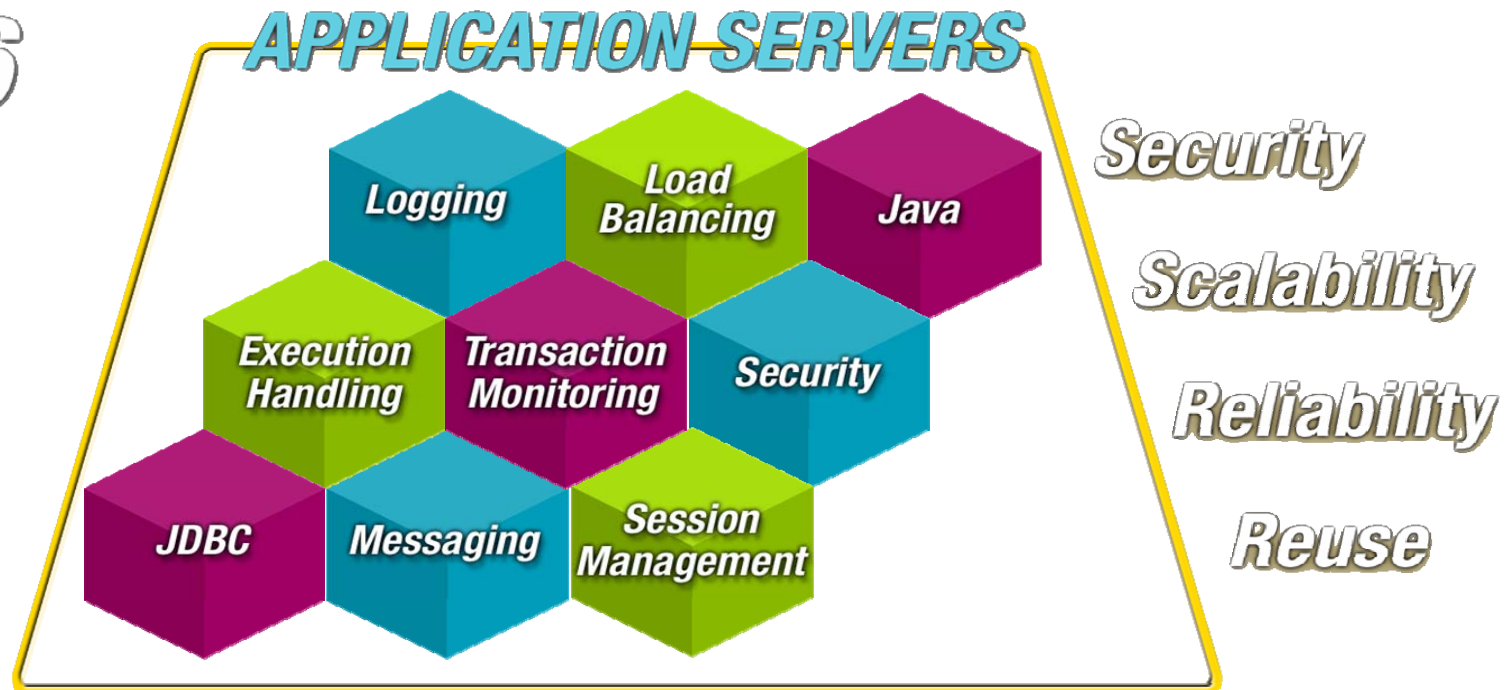 APPLICATION SERVERS
Logging
Load
Balancing
Java
Execution
Handling
Transaction
Monitoring
Security
JDBC
Messaging
Session
Management
Security
Scalability
Reliability
Reuse